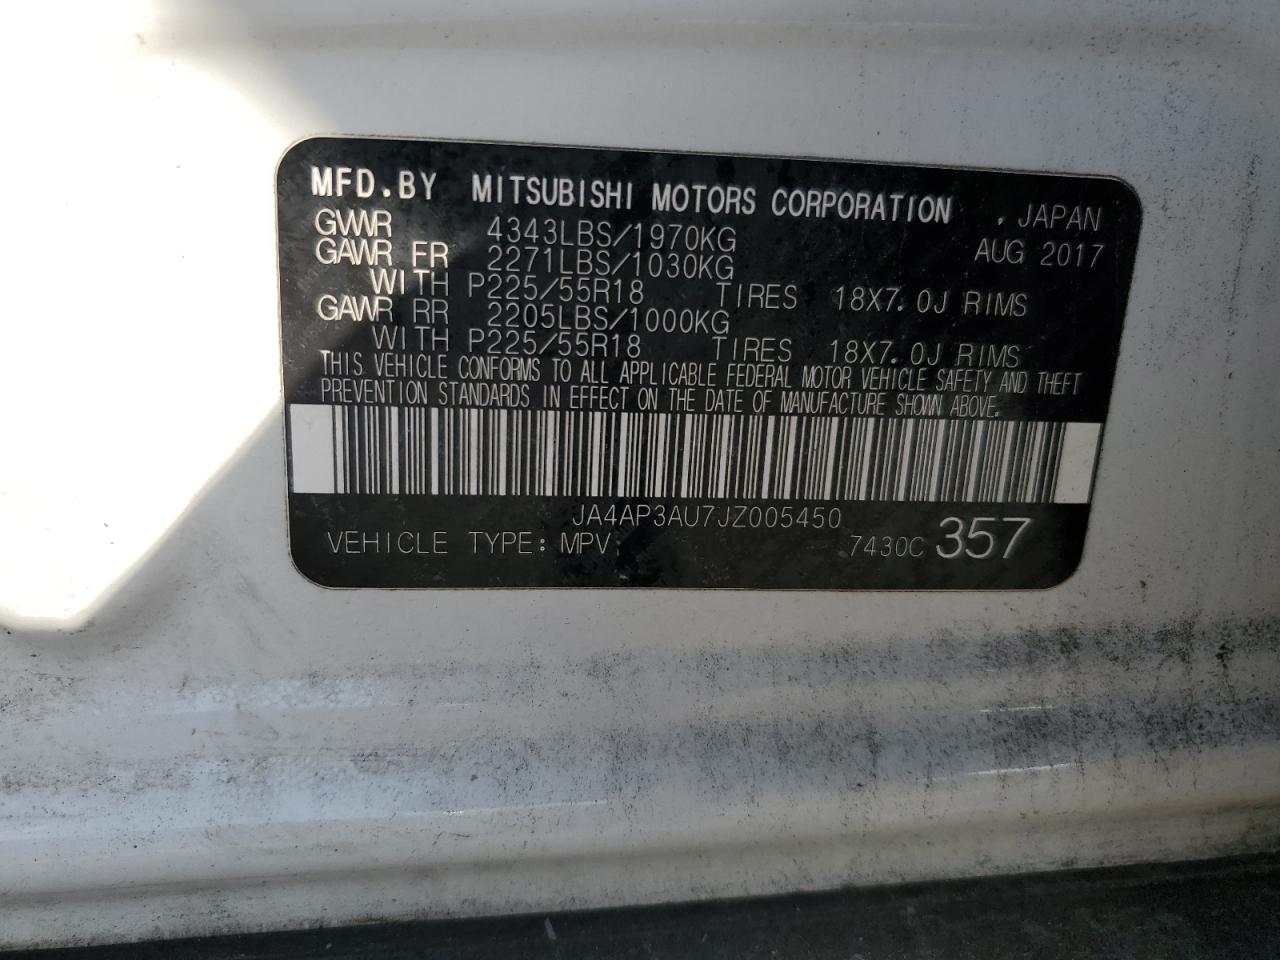 MFD.BY MITSUBISHI MOTORS CORPORATION , JAPAN
GVWR 4343LBS/1970KG AUG 2017
GAWR FR 2271LBS/1030KG
WITH P225/55R18 TIRES 18X7.0J RIMS
GAWR RR 2205LBS/1000KG
WITH P225/55R18 TIRES 18X7.0J RIMS
THIS VEHICLE CONFORMS TO ALL APPLICABLE FEDERAL MOTOR VEHICLE SAFETY AND THEFT
PREVENTION STANDARDS IN EFFECT ON THE DATE OF MANUFACTURE SHOWN ABOVE.
JA4AP3AU7JZ005450
VEHICLE TYPE: MPV 7430C 357